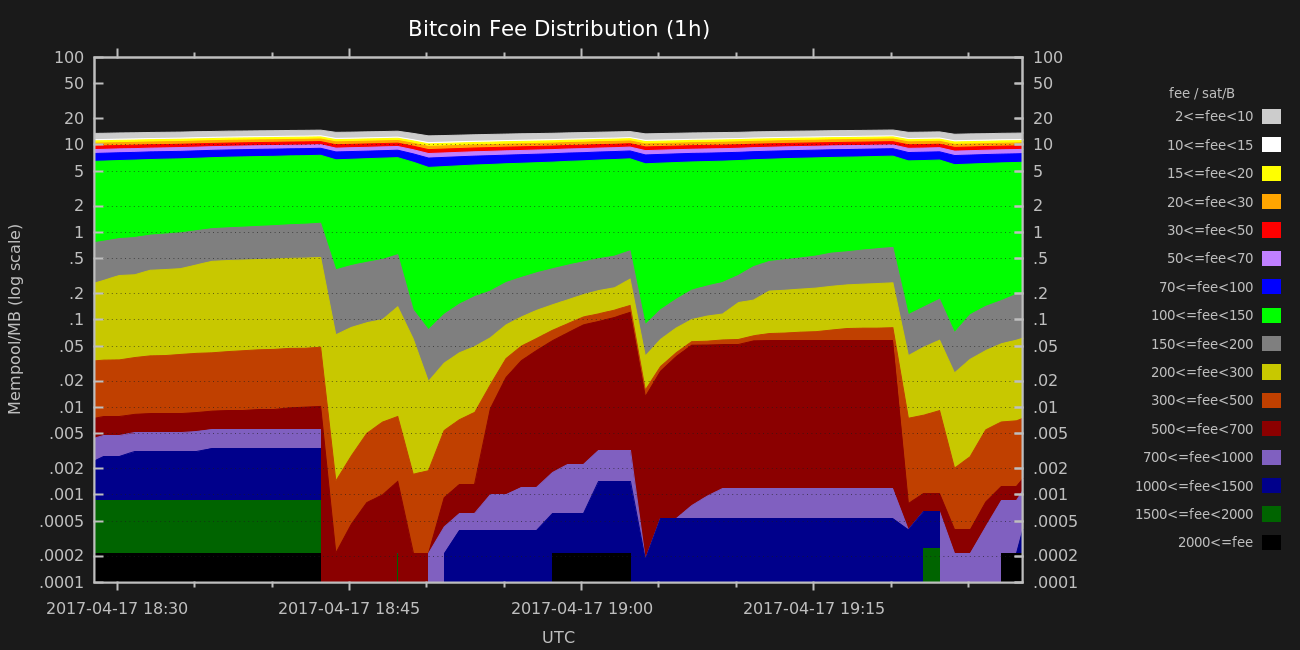 Bitcoin Fee Distribution (1h)
100
50
20
10
5
2
1
.5
.2
.1
.05
.02
.01
.005
.002
.001
.0005
.0002
.0001
Mempool/MB (log scale)
100
50
20
10
5
2
1
.5
.2
.1
.05
.02
.01
.005
.002
.001
.0005
.0002
.0001
2017-04-17 18:30
2017-04-17 18:45
2017-04-17 19:00
2017-04-17 19:15
UTC
fee / sat/B
2<=fee<10
10<=fee<15
15<=fee<20
20<=fee<30
30<=fee<50
50<=fee<70
70<=fee<100
100<=fee<150
150<=fee<200
200<=fee<300
300<=fee<500
500<=fee<700
700<=fee<1000
1000<=fee<1500
1500<=fee<2000
2000<=fee